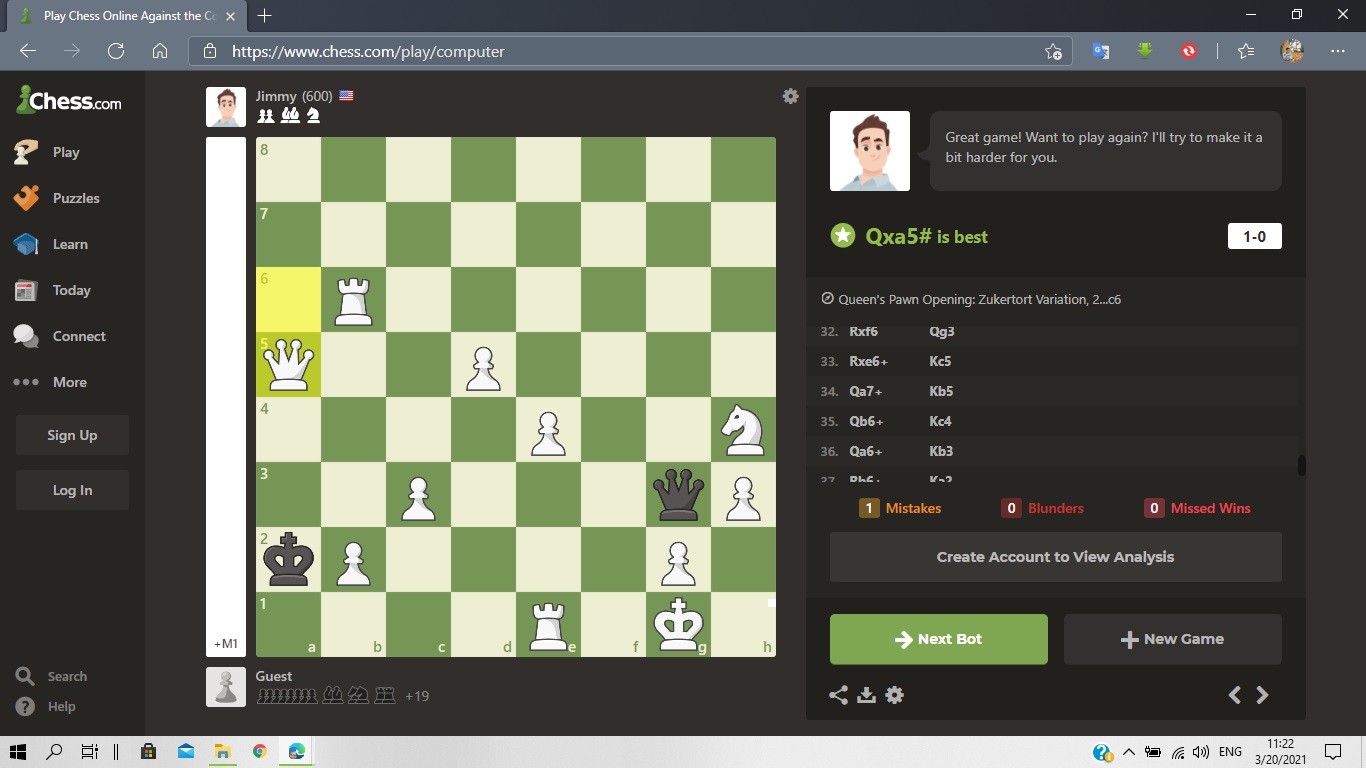 Play Chess Online Against the Co
https://www.chess.com/play/computer
Chess.com
Play
Puzzles
Learn
Today
Connect
More
Sign Up
Log In
Search
Help
Jimmy (600)
8
7
6
5
4
3
2
1
a b c d e f g h
+M1
Guest
+19
Great game! Want to play again? I'll try to make it a
bit harder for you.
Qxa5# is best
1-0
Queen's Pawn Opening: Zukertort Variation, 2...c6
32. Rxf6 Qg3
33. Rxe6+ Kc5
34. Qa7+ Kb5
35. Qb6+ Kc4
36. Qa6+ Kb3
37. Rb6+ Ka2
1 Mistakes 0 Blunders 0 Missed Wins
Create Account to View Analysis
Next Bot
New Game
ENG
11:22
3/20/2021